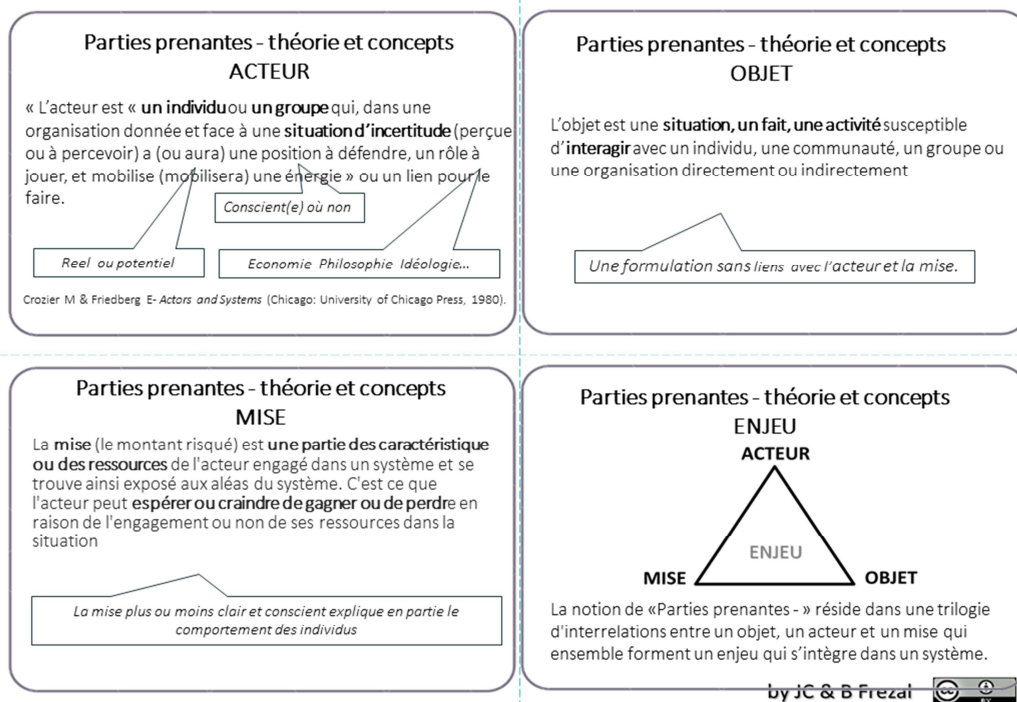 Parties prenantes - théorie et concepts
ACTEUR
« L’acteur est « un individu ou un groupe qui, dans une
organisation donnée et face à une situation d’incertitude (perçue
ou à percevoir) a (ou aura) une position à défendre, un rôle à
jouer, et mobilise (mobilisera) une énergie » ou un lien pour le
faire.
Conscient(e) où non
Reel ou potentiel
Economie Philosophie Idéologie...
Crozier M & Friedberg E- Actors and Systems (Chicago: University of Chicago Press, 1980).
Parties prenantes - théorie et concepts
OBJET
L’objet est une situation, un fait, une activité susceptible
d’interagir avec un individu, une communauté, un groupe ou
une organisation directement ou indirectement
Une formulation sans liens avec l’acteur et la mise.
Parties prenantes - théorie et concepts
MISE
La mise (le montant risqué) est une partie des caractéristique
ou des ressources de l'acteur engagé dans un système et se
trouve ainsi exposé aux aléas du système. C'est ce que
l'acteur peut espérer ou craindre de gagner ou de perdre en
raison de l'engagement ou non de ses ressources dans la
situation
La mise plus ou moins clair et conscient explique en partie le
comportement des individus
Parties prenantes - théorie et concepts
ENJEU
ACTEUR
ENJEU
MISE
OBJET
La notion de «Parties prenantes - » réside dans une trilogie
d'interrelations entre un objet, un acteur et un mise qui
ensemble forment un enjeu qui s’intègre dans un système.
by JC & B Frezal
cc
BY